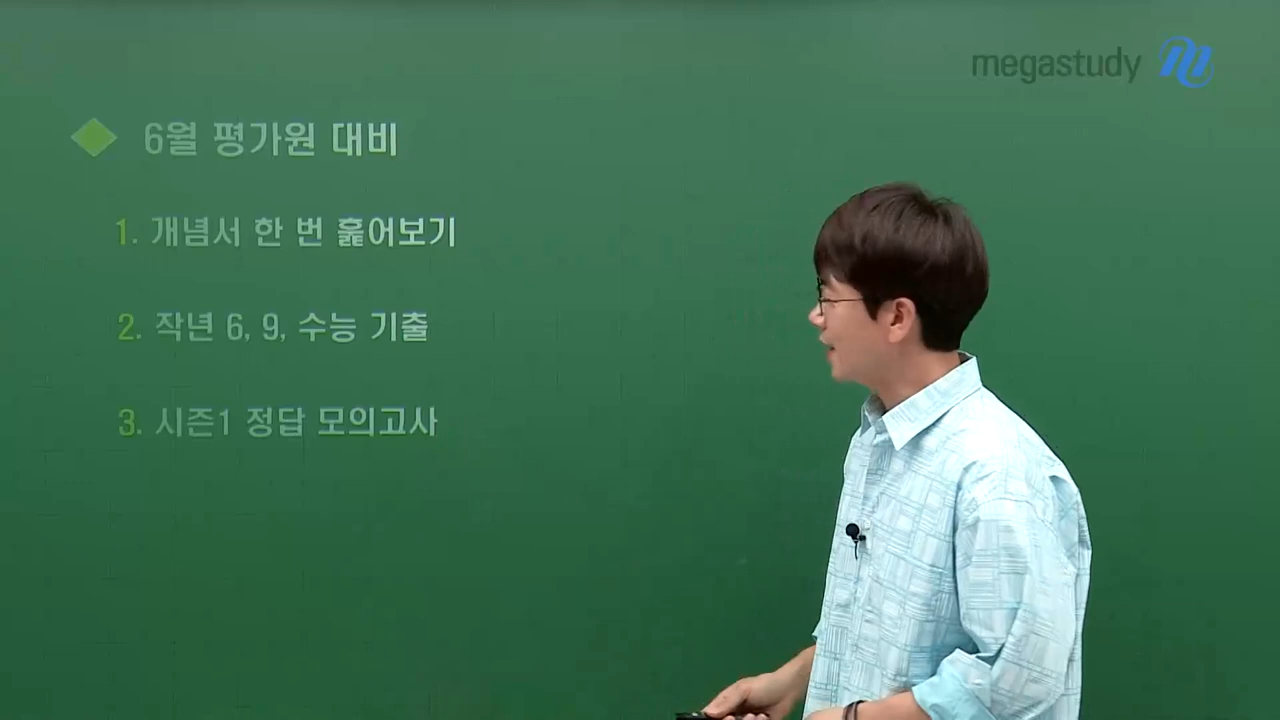 megastudy
6월 평가원 대비
1. 개념서 한 번 훑어보기
2. 작년 6, 9, 수능 기출
3. 시즌1 정답 모의고사